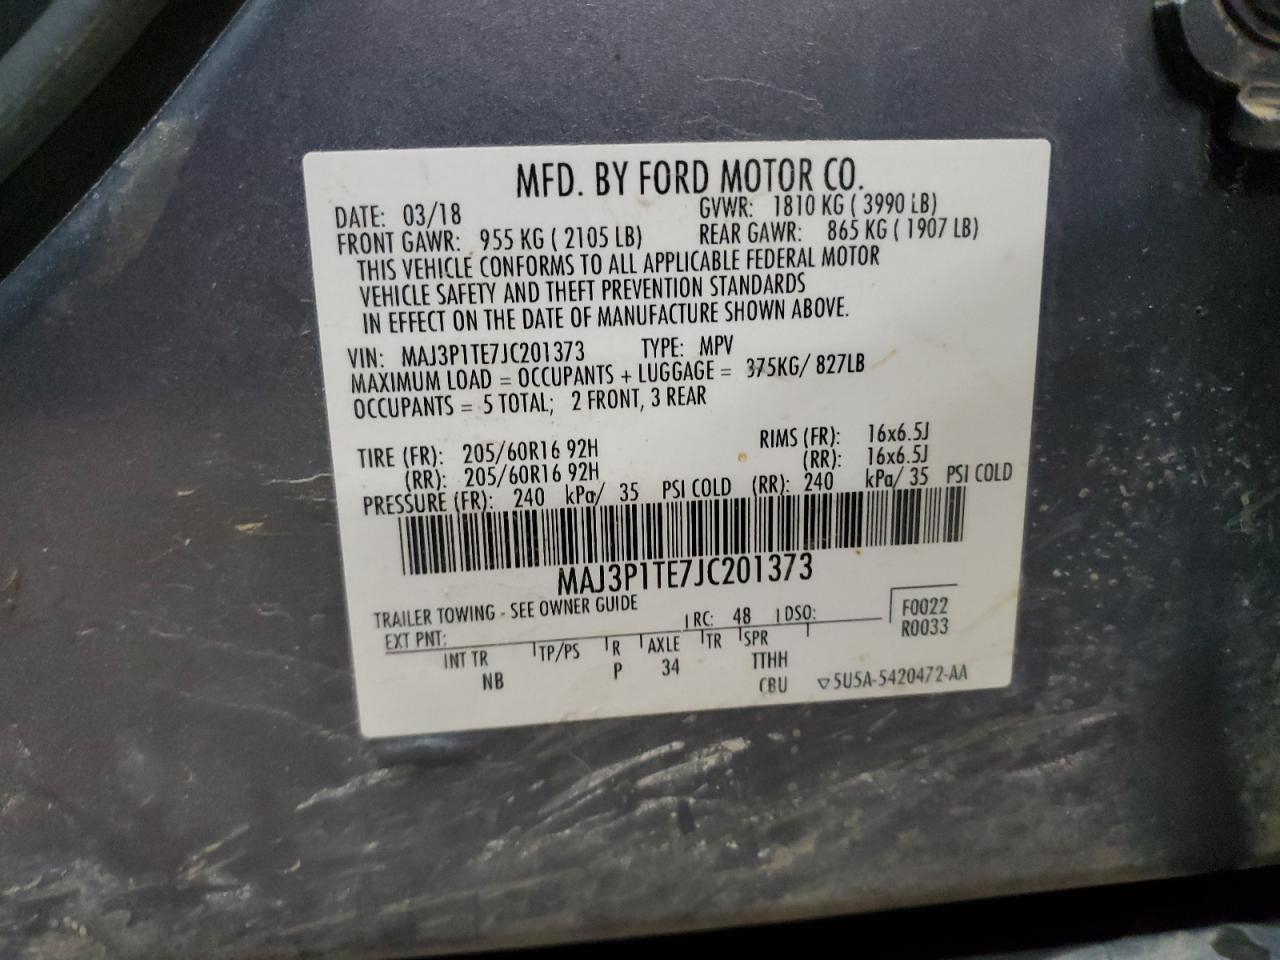 MFD. BY FORD MOTOR CO.
DATE: 03/18 GVWR: 1810 KG ( 3990 LB)
FRONT GAWR: 955 KG ( 2105 LB) REAR GAWR: 865 KG ( 1907 LB)
THIS VEHICLE CONFORMS TO ALL APPLICABLE FEDERAL MOTOR
VEHICLE SAFETY AND THEFT PREVENTION STANDARDS
IN EFFECT ON THE DATE OF MANUFACTURE SHOWN ABOVE.
VIN: MAJ3P1TE7JC201373 TYPE: MPV
MAXIMUM LOAD = OCCUPANTS + LUGGAGE = 375KG/ 827LB
OCCUPANTS = 5 TOTAL; 2 FRONT, 3 REAR
TIRE (FR): 205/60R16 92H RIMS (FR): 16x6.5J
(RR): 205/60R16 92H (RR): 16x6.5J
PRESSURE (FR): 240 kPa/ 35 PSI COLD (RR): 240 kPa/ 35 PSI COLD
MAJ3P1TE7JC201373
TRAILER TOWING - SEE OWNER GUIDE
EXT PNT: RC: 48 DSO: F0022
R0033
INT TR TP/PS R AXLE TR SPR
NB P 34 TTHH
CBU ▽5U5A-5420472-AA